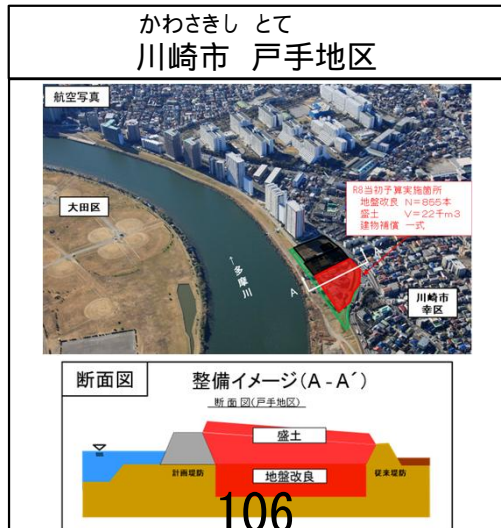 かわさきし とて
川崎市 戸手地区
航空写真
大田区
←多摩川
R8当初予算実施箇所
地盤改良 N=855本
盛土 V=22千m3
建物補償 一式
A
川崎市
幸区
断面図
整備イメージ(A-A´)
断面図(戸手地区)
盛土
計画堤防
地盤改良
従来堤防
106